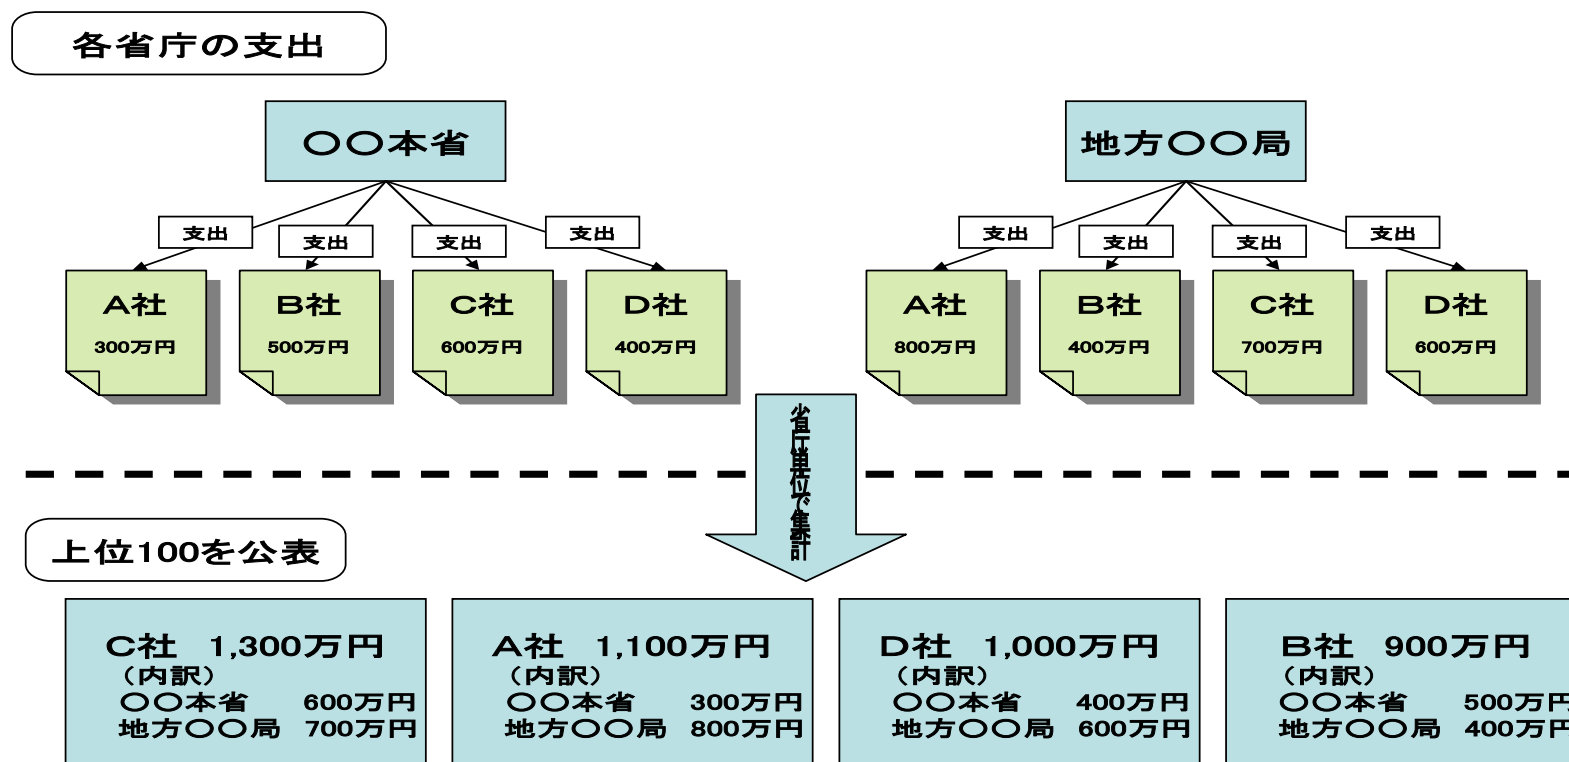 各省庁の支出
〇〇本省
地方〇〇局
支出
支出
支出
支出
支出
支出
支出
支出
A社
300万円
B社
500万円
C社
600万円
D社
400万円
A社
800万円
B社
400万円
C社
700万円
D社
600万円
省庁単位で集計
上位100を公表
C社 1,300万円
（内訳）
〇〇本省 600万円
地方〇〇局 700万円
A社 1,100万円
（内訳）
〇〇本省 300万円
地方〇〇局 800万円
D社 1,000万円
（内訳）
〇〇本省 400万円
地方〇〇局 600万円
B社 900万円
（内訳）
〇〇本省 500万円
地方〇〇局 400万円